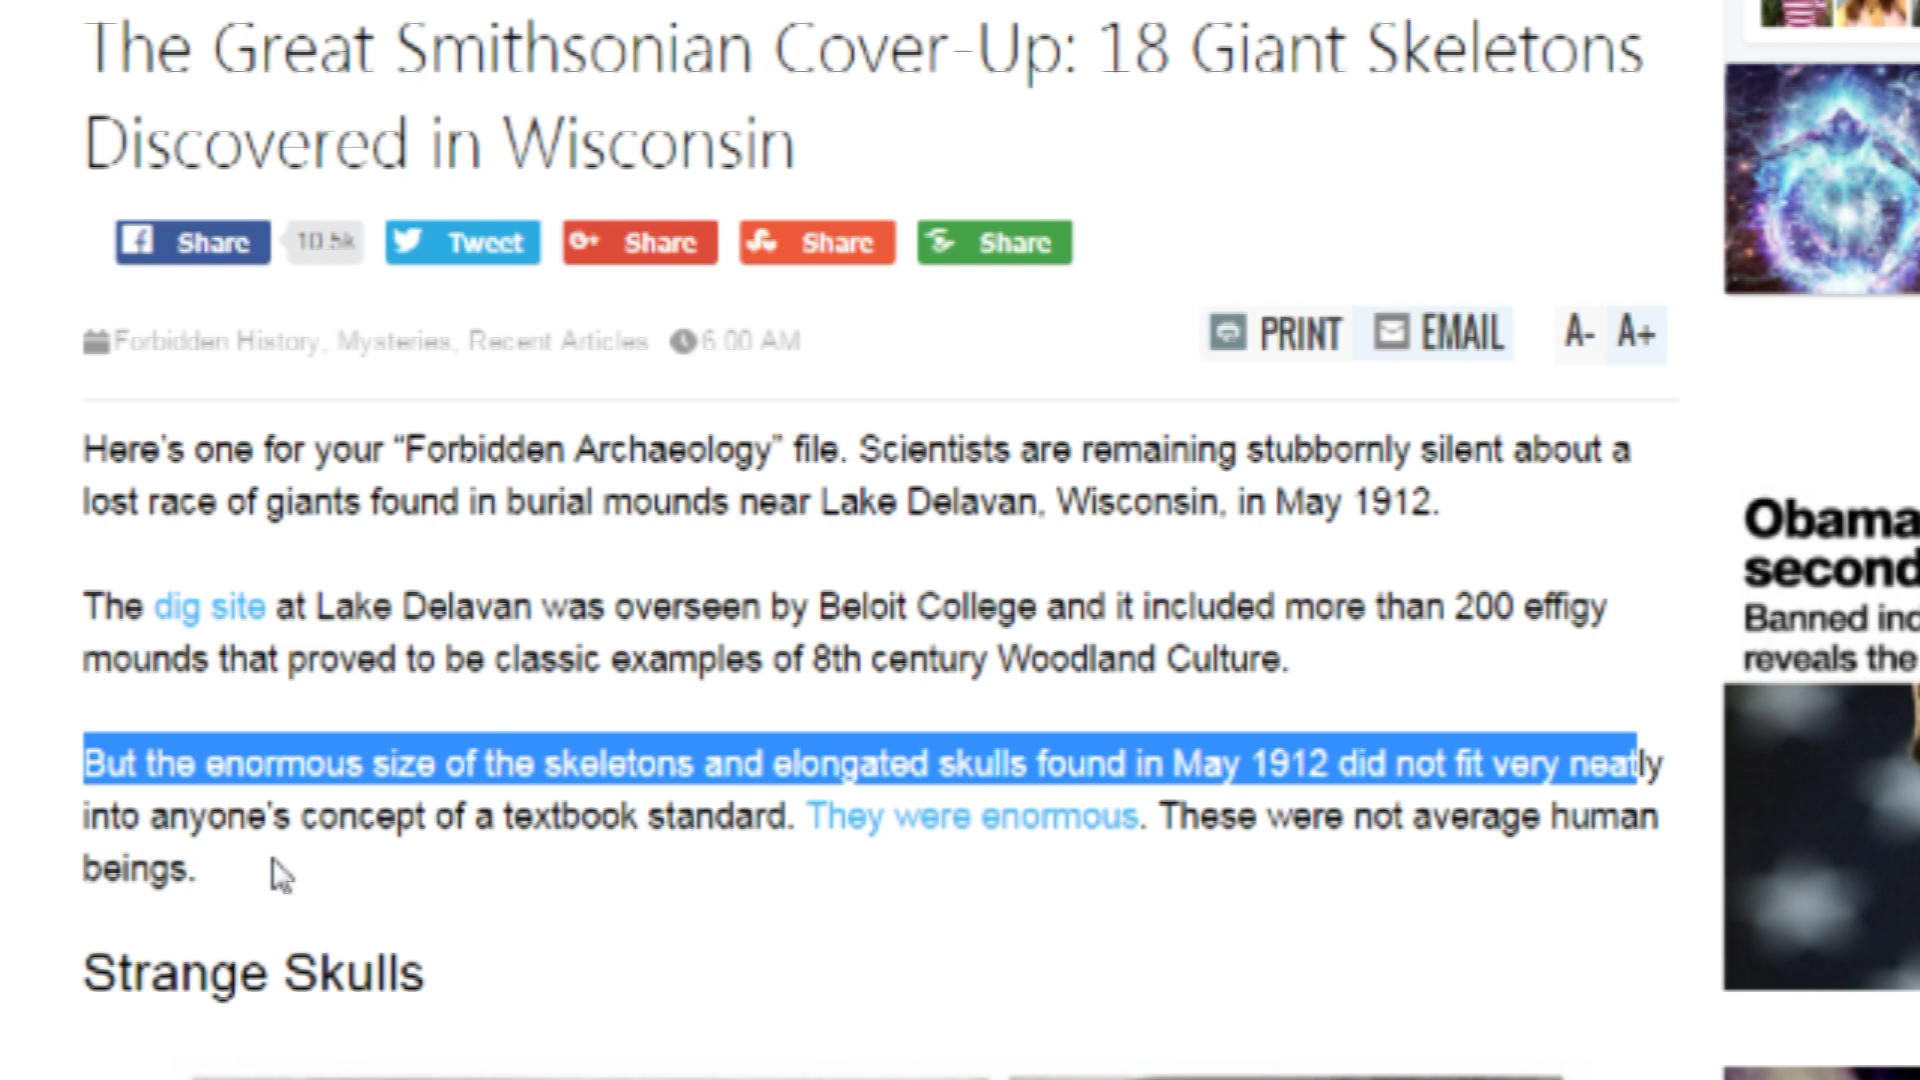 The Great Smithsonian Cover-Up: 18 Giant Skeletons
Discovered in Wisconsin
Share
10.5k
Tweet
Share
Share
Share
Forbidden History, Mysteries, Recent Articles 6:00 AM
PRINT
EMAIL
A-
A+
Here's one for your “Forbidden Archaeology” file. Scientists are remaining stubbornly silent about a
lost race of giants found in burial mounds near Lake Delavan, Wisconsin, in May 1912.
The dig site at Lake Delavan was overseen by Beloit College and it included more than 200 effigy
mounds that proved to be classic examples of 8th century Woodland Culture.
But the enormous size of the skeletons and elongated skulls found in May 1912 did not fit very neatly
into anyone's concept of a textbook standard. They were enormous. These were not average human
beings.
Strange Skulls
Obama
second
Banned
reveals the